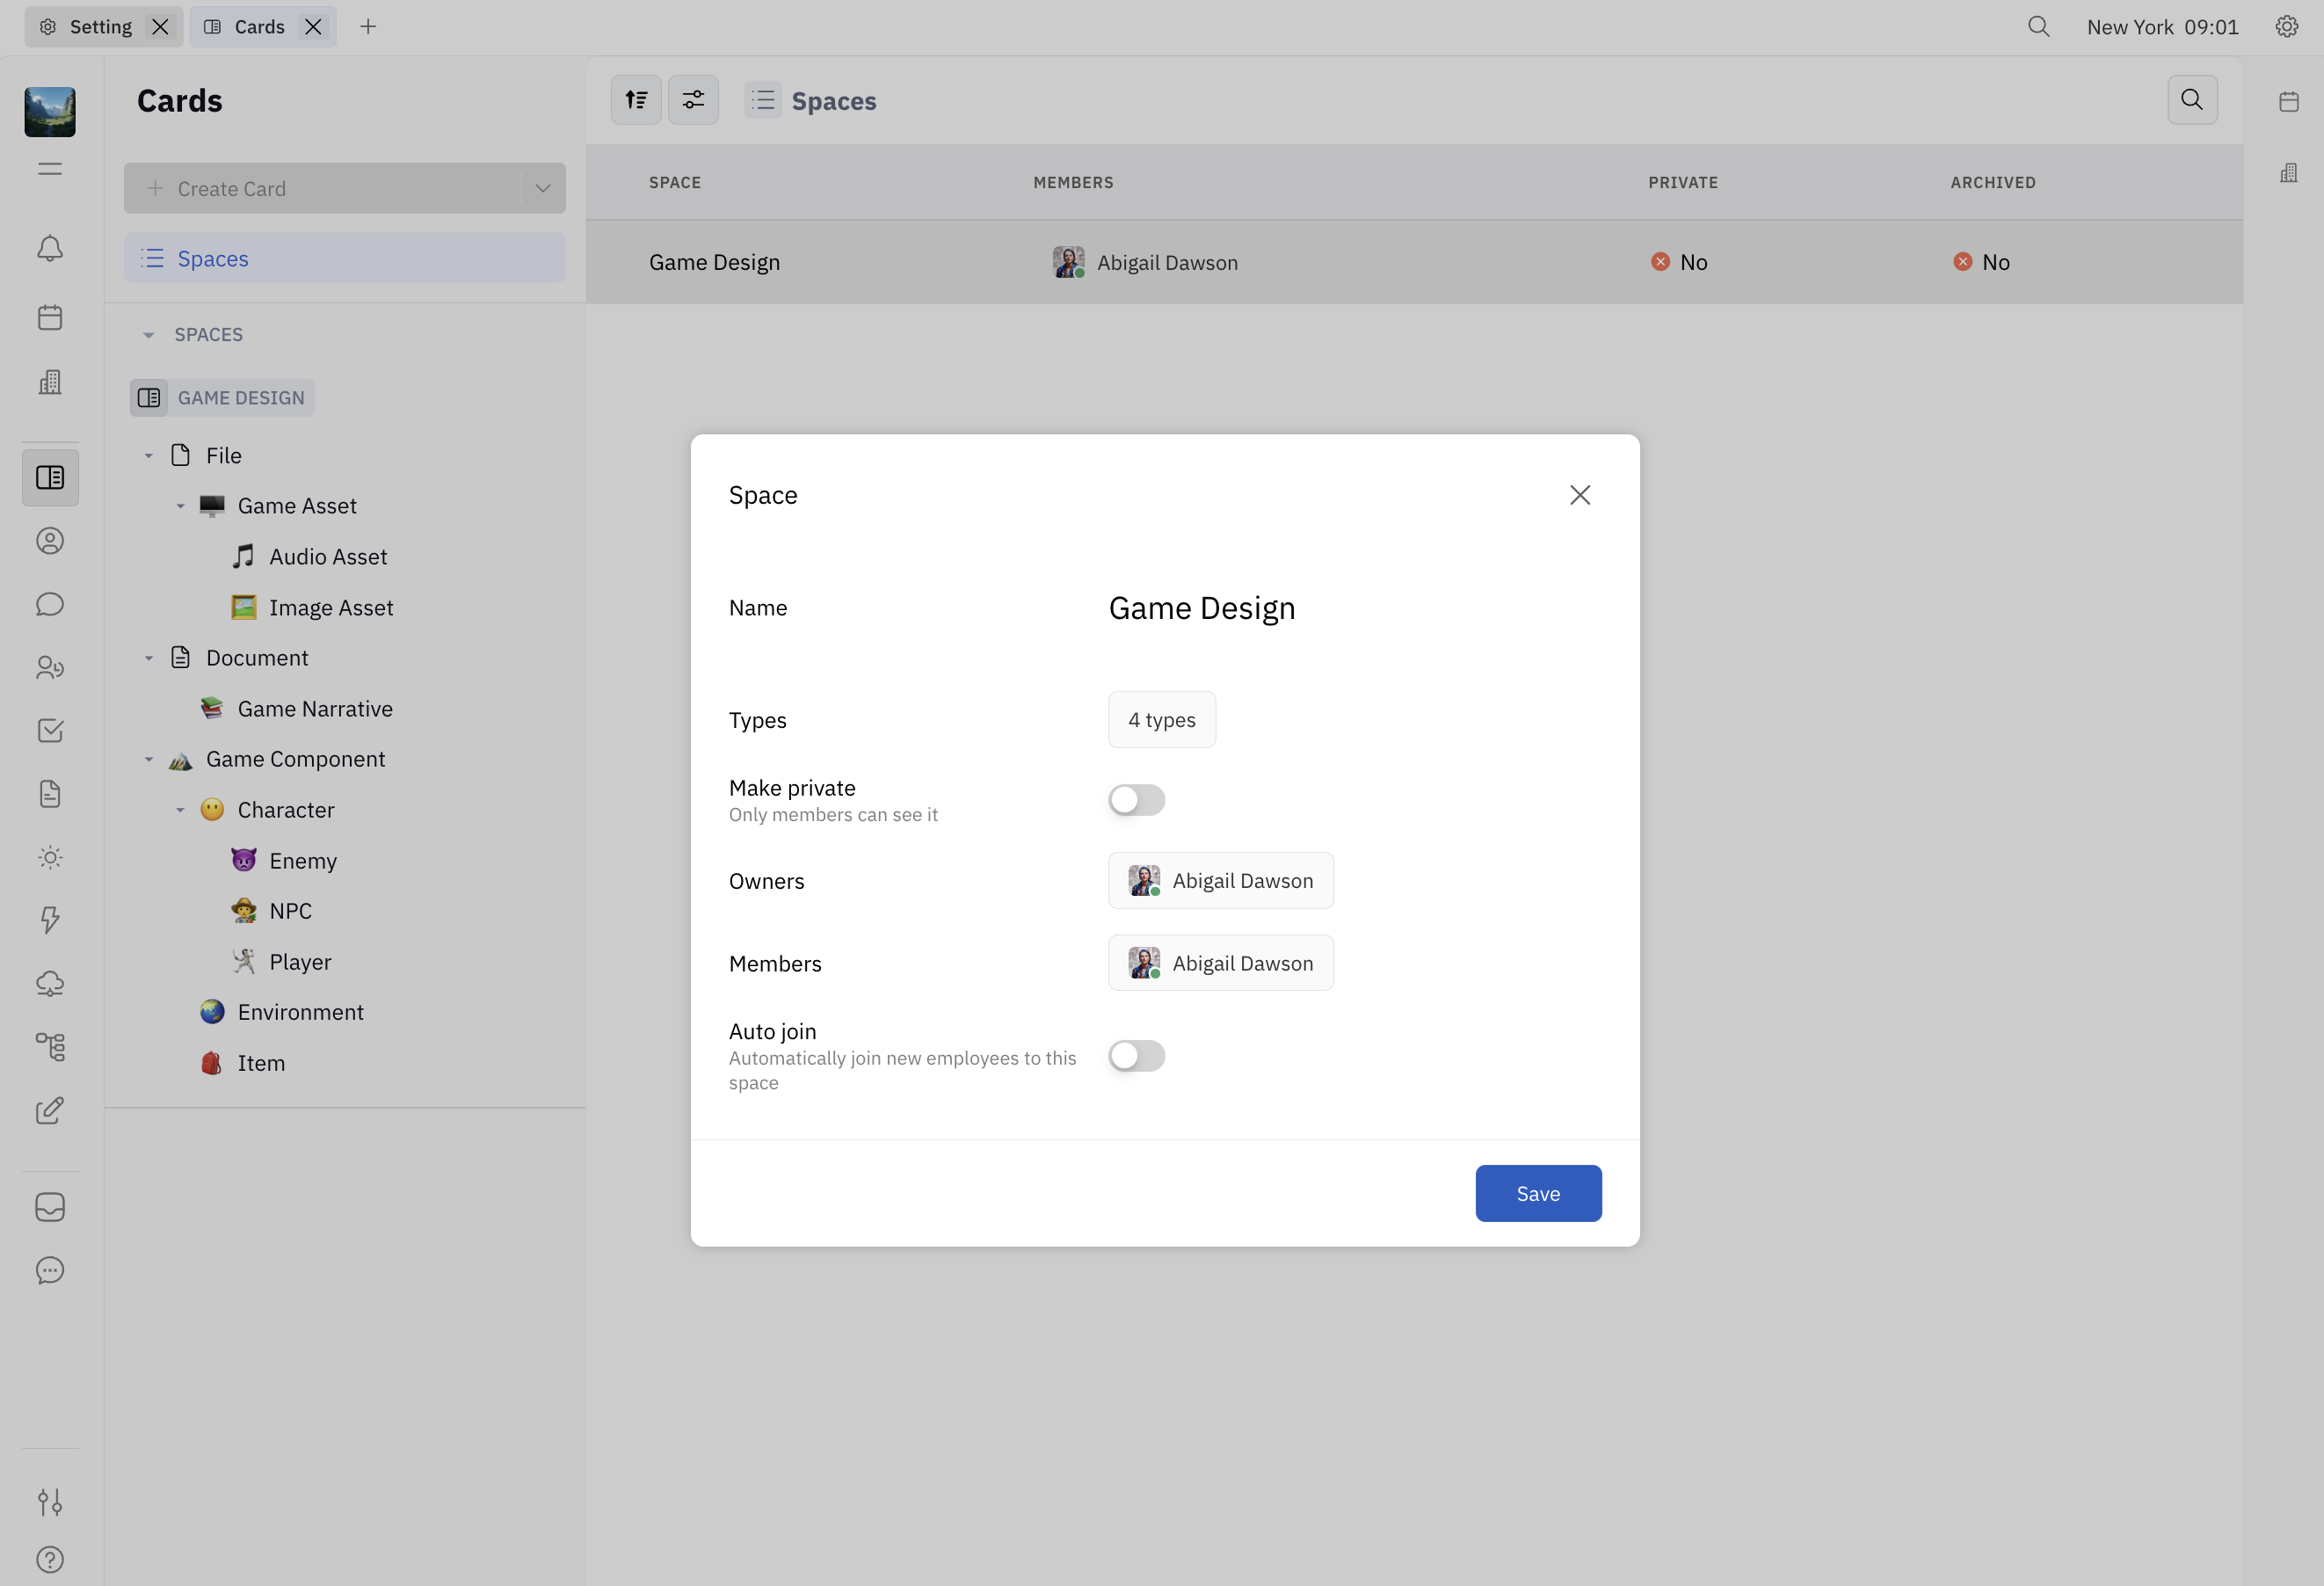 Setting
Cards
New York 09:01
Cards
Create Card
Spaces
SPACES
GAME DESIGN
File
Game Asset
Audio Asset
Image Asset
Document
Game Narrative
Game Component
Character
Enemy
NPC
Player
Environment
Item
Spaces
SPACE MEMBERS PRIVATE ARCHIVED
Game Design Abigail Dawson No No
Space
Name Game Design
Types 4 types
Make private
Only members can see it
Owners Abigail Dawson
Members Abigail Dawson
Auto join
Automatically join new employees to this
space
Save